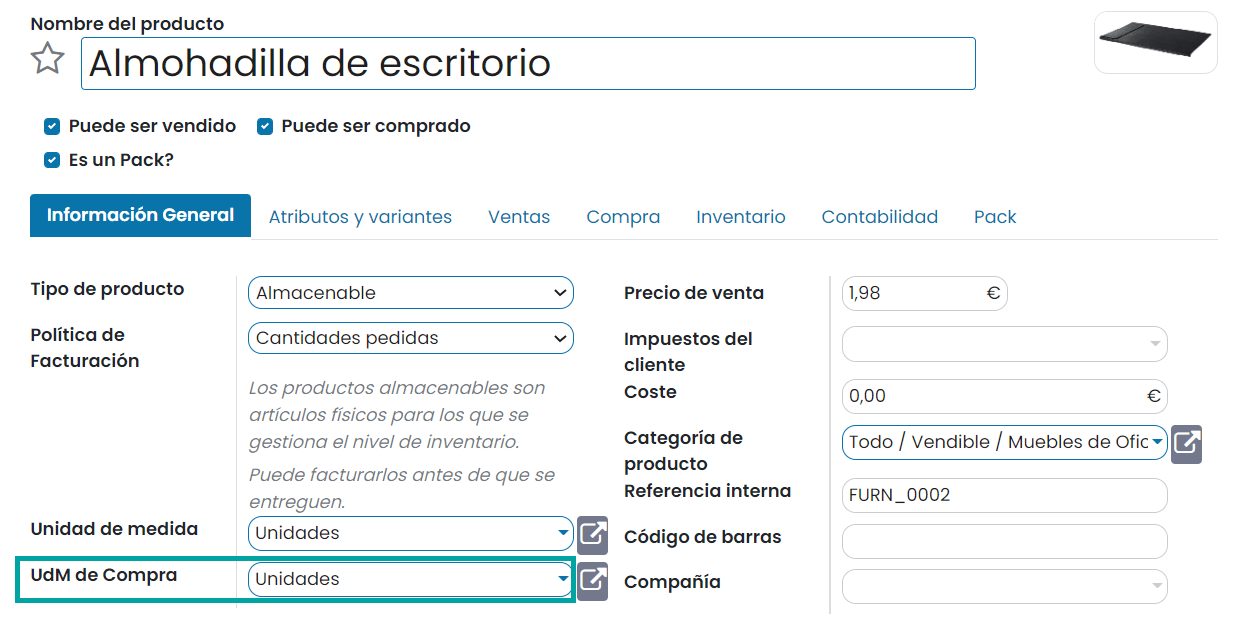 Nombre del producto
Almohadilla de escritorio
Puede ser vendido Puede ser comprado
Es un Pack?
Información General Atributos y variantes Ventas Compra Inventario Contabilidad Pack
Tipo de producto
Almacenable
Política de
Facturación
Cantidades pedidas
Los productos almacenables son
artículos físicos para los que se
gestiona el nivel de inventario.
Puede facturarlos antes de que se
entreguen.
Unidad de medida
Unidades
UdM de Compra
Unidades
Precio de venta
1,98 €
Impuestos del
cliente
Coste
0,00 €
Categoría de
producto
Todo / Vendible / Muebles de Ofic
Referencia interna
FURN_0002
Código de barras
Compañía